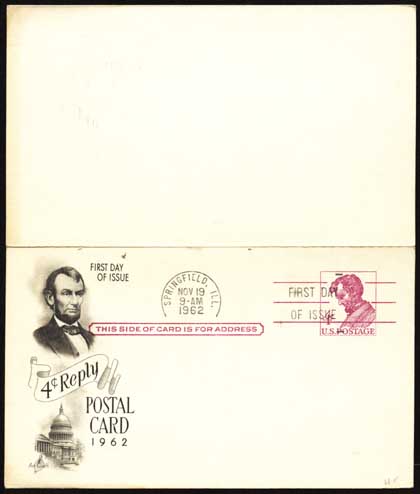 FIRST DAY
OF ISSUE
SPRINGFIELD, ILL.
NOV 19
9-AM
1962
FIRST DAY
OF ISSUE
4¢
U.S. POSTAGE
THIS SIDE OF CARD IS FOR ADDRESS
4¢ Reply
POSTAL
CARD
1962